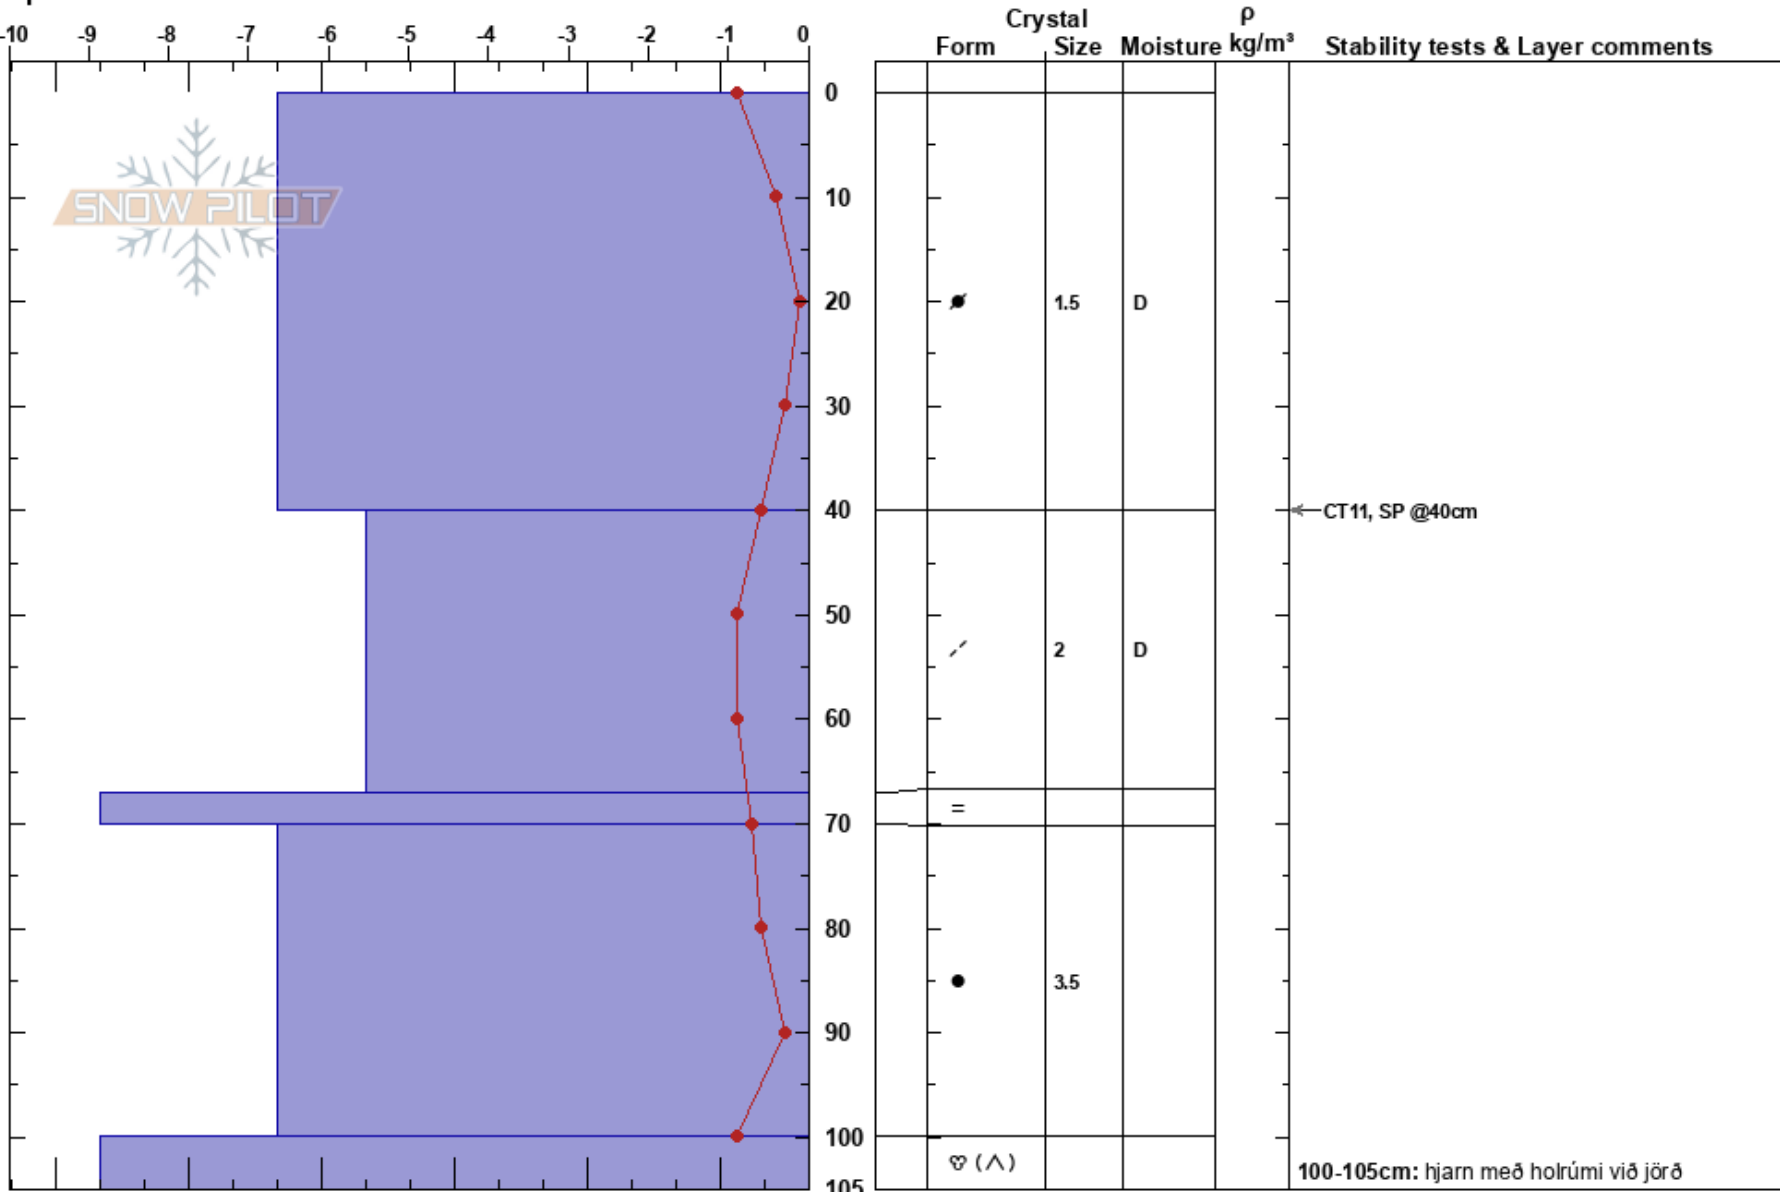 Crystal ρ
Form Size Moisture kg/m³ Stability tests & Layer comments
-10 -9 -8 -7 -6 -5 -4 -3 -2 -1 0
0
SNOW PILOT
10
20 1.5 D
30
40 CT11, SP @40cm
50
2 D
60
=
70
80
3.5
90
100
(∧)
100-105cm: hjarn með holrúmi við jörð
105